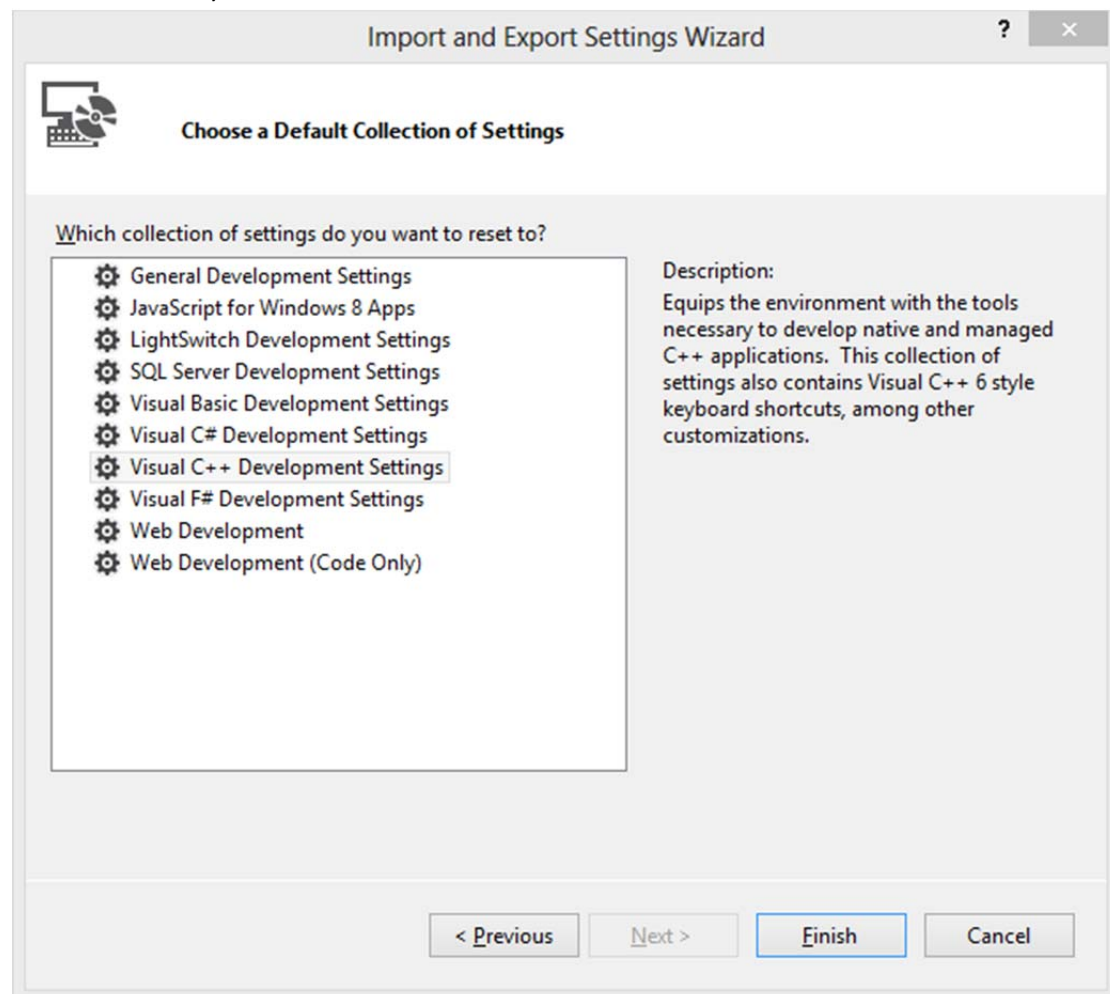 Import and Export Settings Wizard
?
×
Choose a Default Collection of Settings
Which collection of settings do you want to reset to?
General Development Settings
JavaScript for Windows 8 Apps
LightSwitch Development Settings
SQL Server Development Settings
Visual Basic Development Settings
Visual C# Development Settings
Visual C++ Development Settings
Visual F# Development Settings
Web Development
Web Development (Code Only)
Description:
Equips the environment with the tools
necessary to develop native and managed
C++ applications. This collection of
settings also contains Visual C++ 6 style
keyboard shortcuts, among other
customizations.
< Previous
Next >
Finish
Cancel